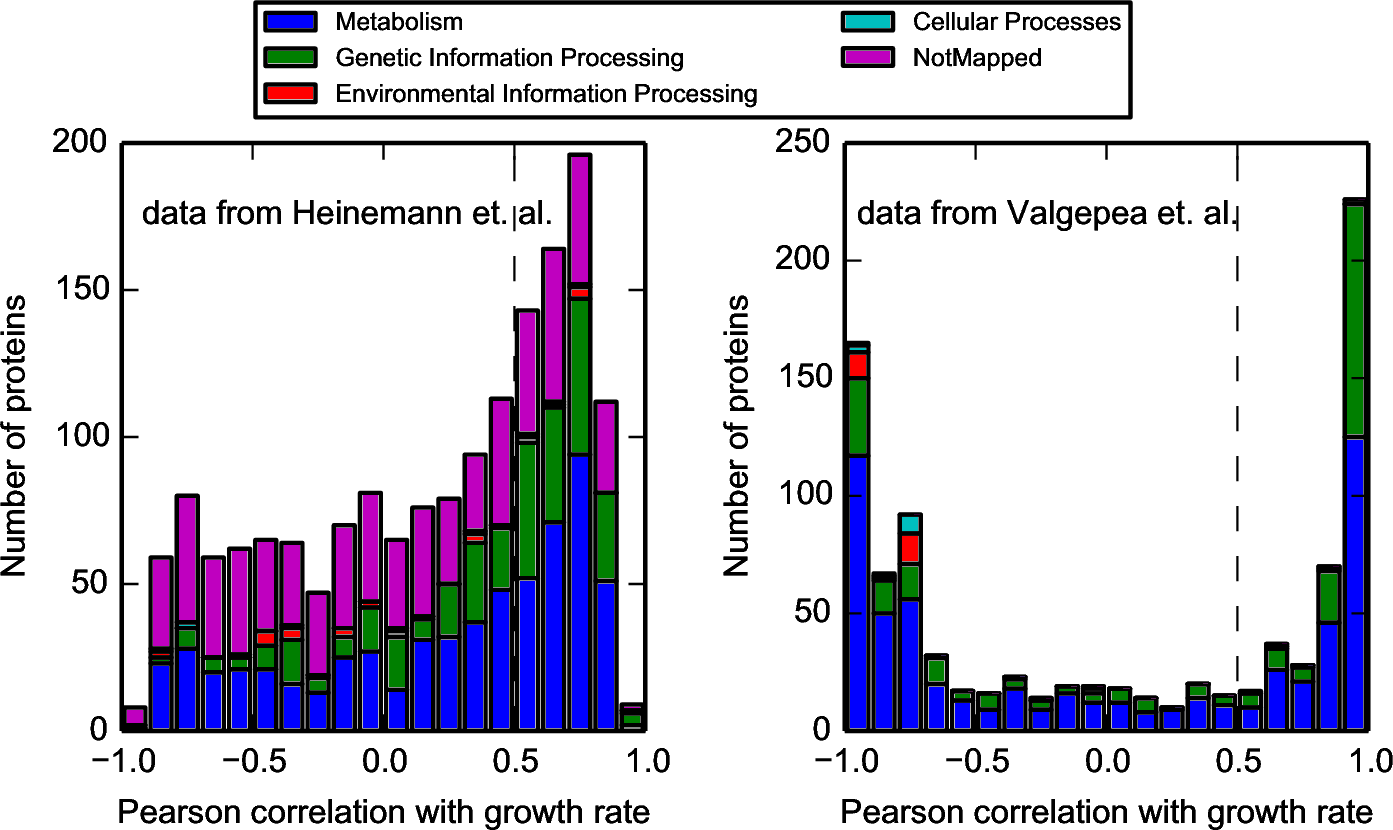 Metabolism
Genetic Information Processing
Environmental Information Processing
Cellular Processes
NotMapped
200
150
100
50
0
−1.0 −0.5 0.0 0.5 1.0
Number of proteins
Pearson correlation with growth rate
data from Heinemann et. al.
250
200
150
100
50
0
−1.0 −0.5 0.0 0.5 1.0
Number of proteins
Pearson correlation with growth rate
data from Valgepea et. al.